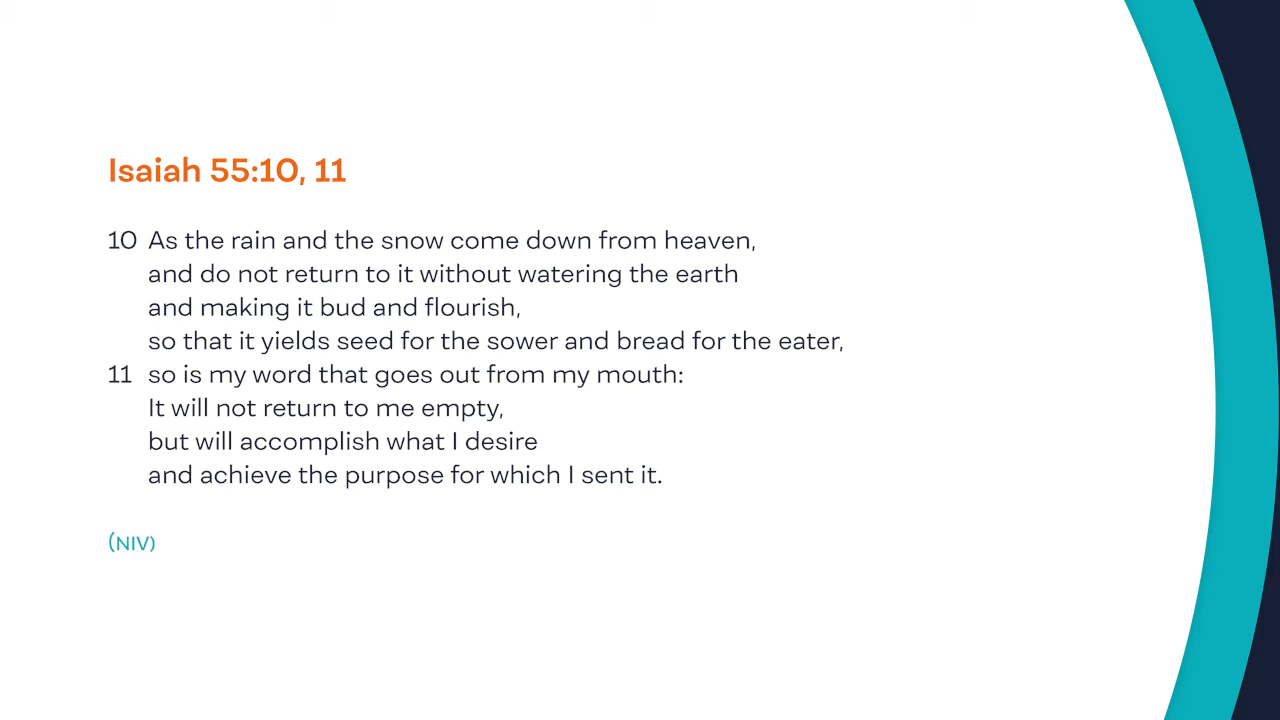 Isaiah 55:10, 11
10 As the rain and the snow come down from heaven,
and do not return to it without watering the earth
and making it bud and flourish,
so that it yields seed for the sower and bread for the eater,
11 so is my word that goes out from my mouth:
It will not return to me empty,
but will accomplish what I desire
and achieve the purpose for which I sent it.
(NIV)